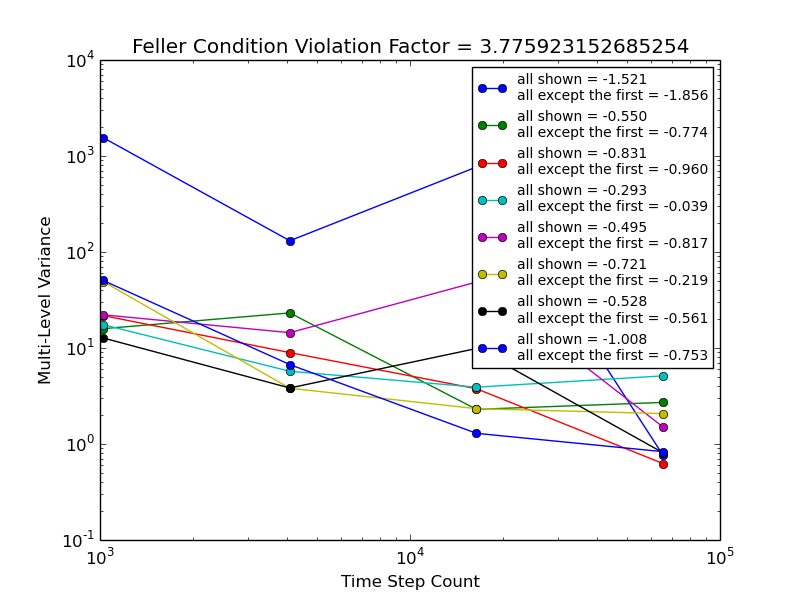 Feller Condition Violation Factor = 3.775923152685254
10^4
10^3
10^2
10^1
10^0
10^-1
Multi-Level Variance
all shown = -1.521
all except the first = -1.856
all shown = -0.550
all except the first = -0.774
all shown = -0.831
all except the first = -0.960
all shown = -0.293
all except the first = -0.039
all shown = -0.495
all except the first = -0.817
all shown = -0.721
all except the first = -0.219
all shown = -0.528
all except the first = -0.561
all shown = -1.008
all except the first = -0.753
10^3
10^4
10^5
Time Step Count